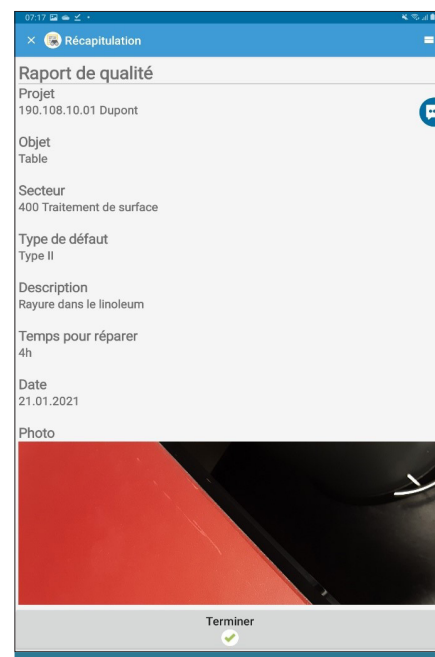 07:17
Récapitulation
Raport de qualité
Projet
190.108.10.01 Dupont
Objet
Table
Secteur
400 Traitement de surface
Type de défaut
Type II
Description
Rayure dans le linoleum
Temps pour réparer
4h
Date
21.01.2021
Photo
Terminer